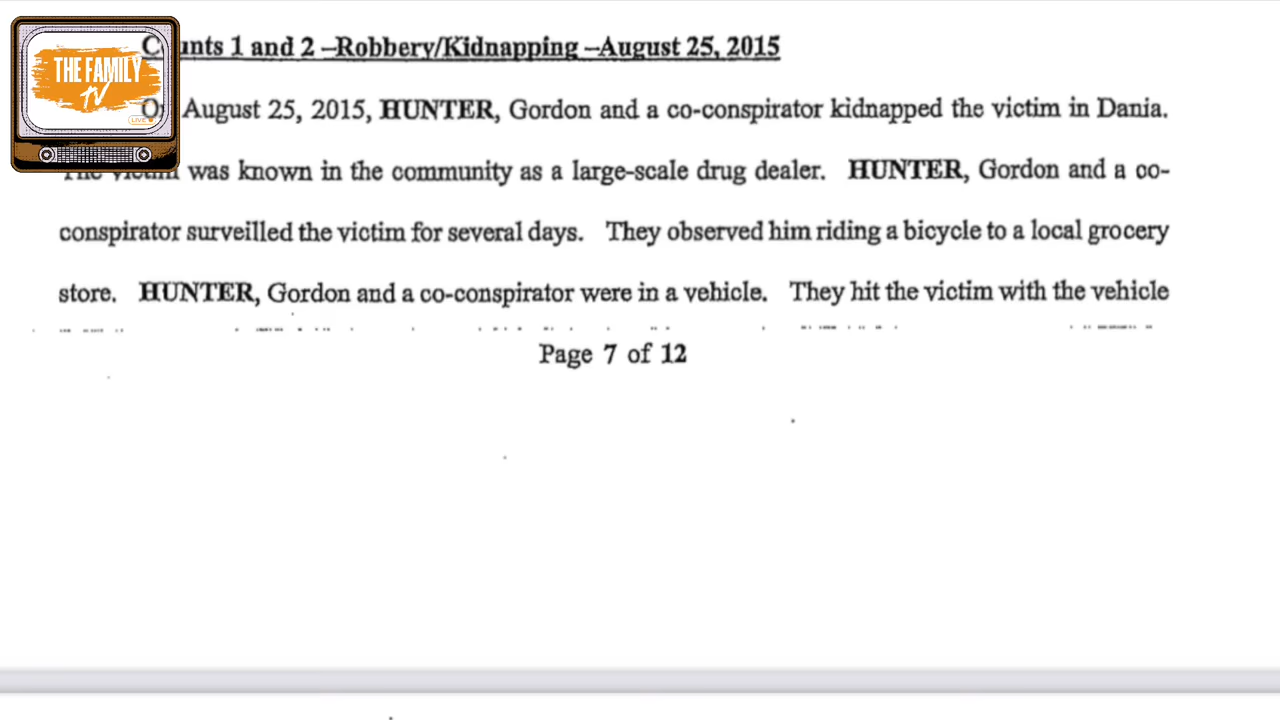 THE FAMILY
TV
LIVE
unts 1 and 2 –Robbery/Kidnapping –August 25, 2015
August 25, 2015, HUNTER, Gordon and a co-conspirator kidnapped the victim in Dania.
was known in the community as a large-scale drug dealer. HUNTER, Gordon and a co-
conspirator surveilled the victim for several days. They observed him riding a bicycle to a local grocery
store. HUNTER, Gordon and a co-conspirator were in a vehicle. They hit the victim with the vehicle
Page 7 of 12